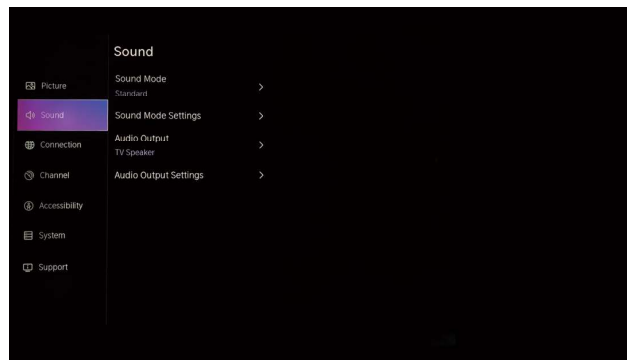 Sound
Picture
Sound
Connection
Channel
Accessibility
System
Support
Sound Mode
Standard
Sound Mode Settings
Audio Output
TV Speaker
Audio Output Settings